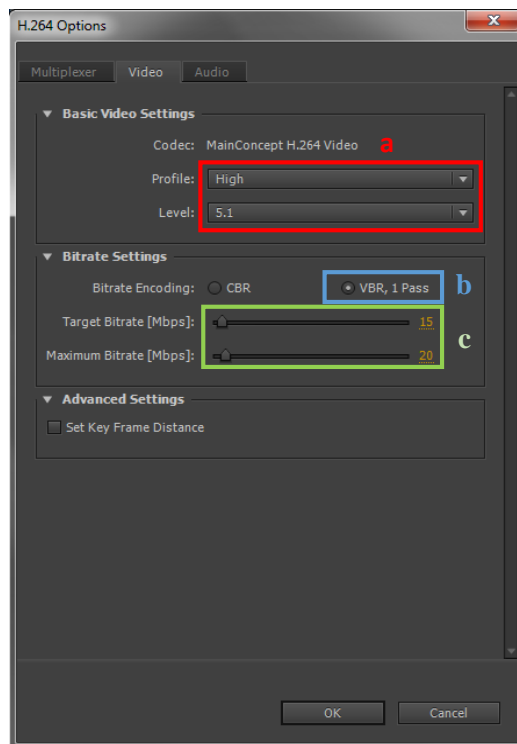 H.264 Options
Multiplexer Video Audio
Basic Video Settings
Codec: MainConcept H.264 Video a
Profile: High
Level: 5.1
Bitrate Settings
Bitrate Encoding: CBR VBR, 1 Pass b
Target Bitrate [Mbps]: 15
c
Maximum Bitrate [Mbps]: 20
Advanced Settings
Set Key Frame Distance
OK Cancel